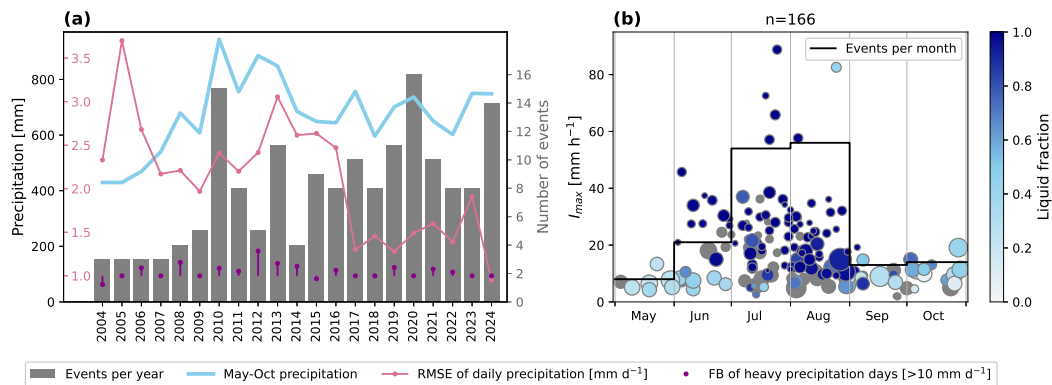 (a)
Precipitation [mm]
0
200
400
600
800
1.0
1.5
2.0
2.5
3.0
3.5
0
2
4
6
8
10
12
14
16
Number of events
2004
2005
2006
2007
2008
2009
2010
2011
2012
2013
2014
2015
2016
2017
2018
2019
2020
2021
2022
2023
2024
(b)
n=166
Events per month
I_max [mm h⁻¹]
0
20
40
60
80
May
Jun
Jul
Aug
Sep
Oct
0.0
0.2
0.4
0.6
0.8
1.0
Liquid fraction
Events per year
May-Oct precipitation
RMSE of daily precipitation [mm d⁻¹]
FB of heavy precipitation days [>10 mm d⁻¹]